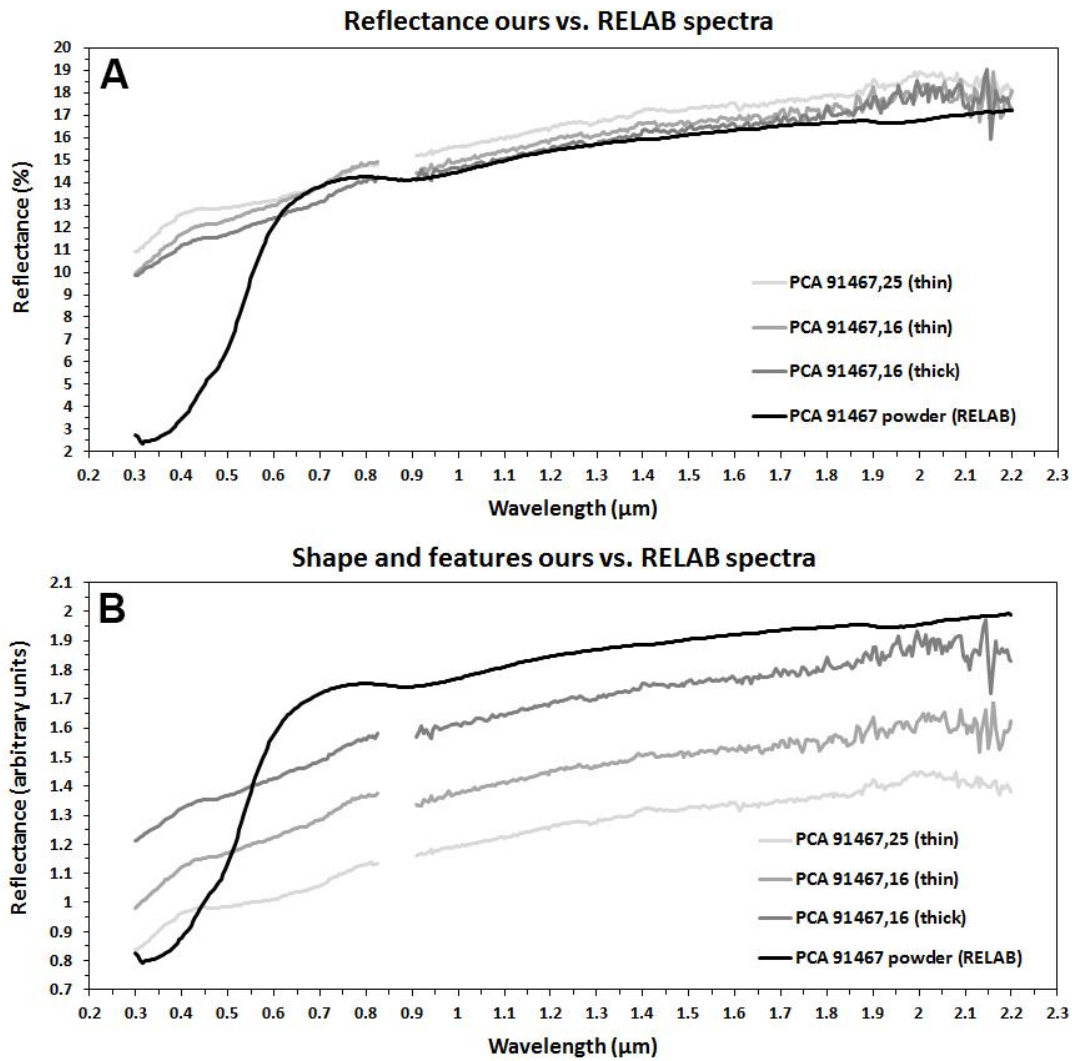 Reflectance ours vs. RELAB spectra
A
20
19
18
17
16
15
14
13
12
11
10
9
8
7
6
5
4
3
2
Reflectance (%)
PCA 91467,25 (thin)
PCA 91467,16 (thin)
PCA 91467,16 (thick)
PCA 91467 powder (RELAB)
0.2 0.3 0.4 0.5 0.6 0.7 0.8 0.9 1 1.1 1.2 1.3 1.4 1.5 1.6 1.7 1.8 1.9 2 2.1 2.2 2.3
Wavelength (μm)
Shape and features ours vs. RELAB spectra
B
2.1
2
1.9
1.8
1.7
1.6
1.5
1.4
1.3
1.2
1.1
1
0.9
0.8
0.7
Reflectance (arbitrary units)
PCA 91467,25 (thin)
PCA 91467,16 (thin)
PCA 91467,16 (thick)
PCA 91467 powder (RELAB)
0.2 0.3 0.4 0.5 0.6 0.7 0.8 0.9 1 1.1 1.2 1.3 1.4 1.5 1.6 1.7 1.8 1.9 2 2.1 2.2 2.3
Wavelength (μm)